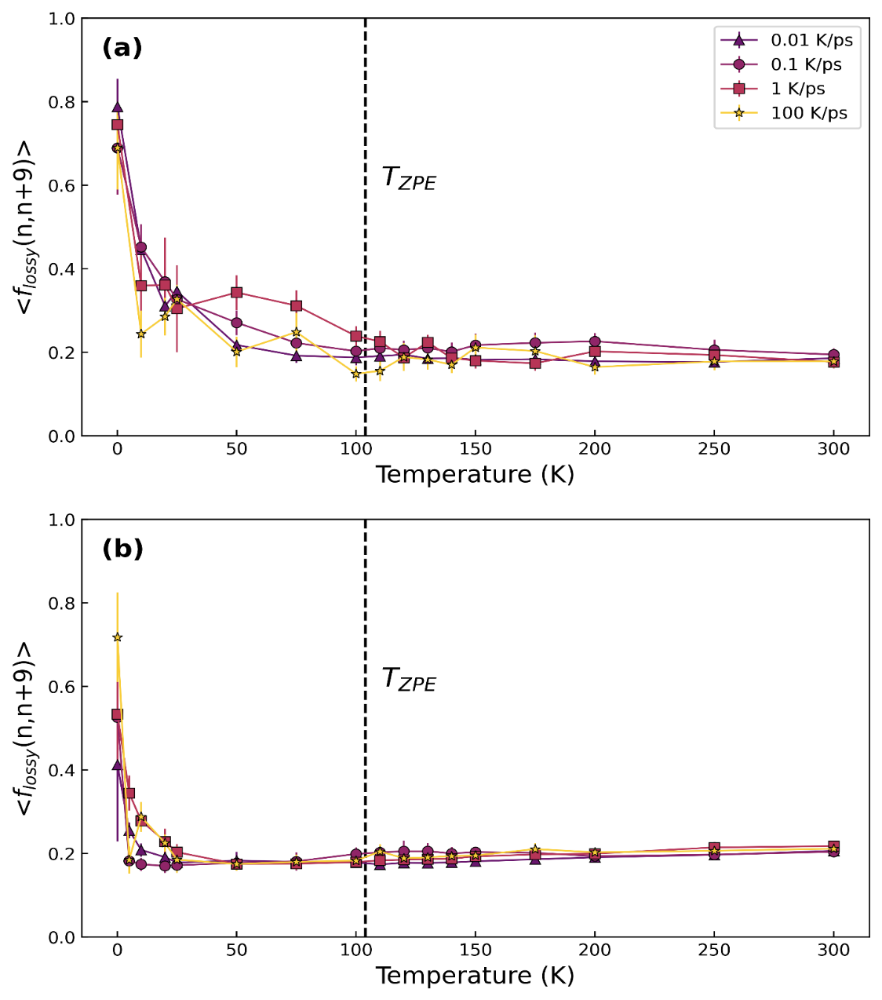 (a)
0.01 K/ps
0.1 K/ps
1 K/ps
100 K/ps
T_ZPE
<f_lossy(n,n+9)>
1.0
0.8
0.6
0.4
0.2
0.0
0 50 100 150 200 250 300
Temperature (K)
(b)
T_ZPE
<f_lossy(n,n+9)>
1.0
0.8
0.6
0.4
0.2
0.0
0 50 100 150 200 250 300
Temperature (K)